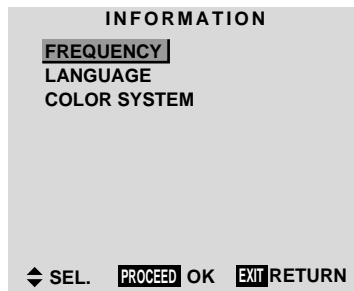 INFORMATION
FREQUENCY
LANGUAGE
COLOR SYSTEM
SEL. PROCEED OK EXIT RETURN